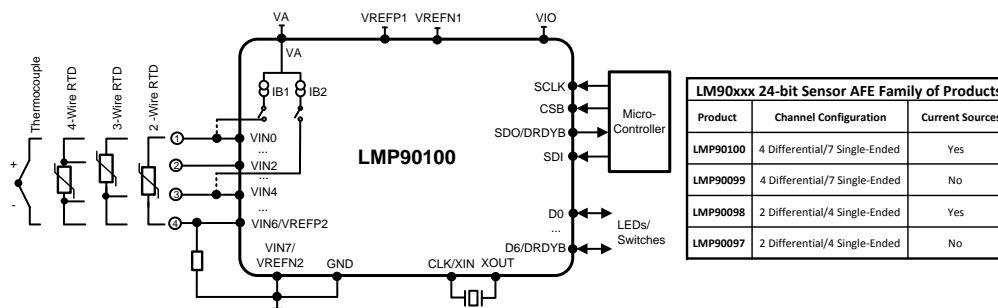 VA
VREFP1
VREFN1
VIO
VA
IB1
IB2
Thermocouple
4-Wire RTD
3-Wire RTD
2 -Wire RTD
+
-
1
2
3
4
VIN0
...
VIN2
...
VIN4
...
VIN6/VREFP2
VIN7/
VREFN2
GND
CLK/XIN
XOUT
LMP90100
SCLK
CSB
SDO/DRDYB
SDI
D0
...
D6/DRDYB
Micro-
Controller
LEDs/
Switches
LM90xxx 24-bit Sensor AFE Family of Products
Product Channel Configuration Current Sources
LMP90100 4 Differential/7 Single-Ended Yes
LMP90099 4 Differential/7 Single-Ended No
LMP90098 2 Differential/4 Single-Ended Yes
LMP90097 2 Differential/4 Single-Ended No